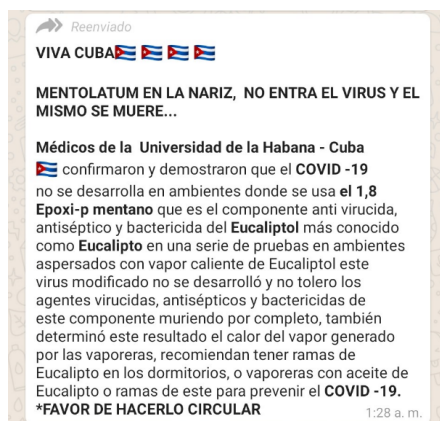 Reenviado
VIVA CUBA🇨🇺 🇨🇺 🇨🇺 🇨🇺
MENTOLATUM EN LA NARIZ, NO ENTRA EL VIRUS Y EL
MISMO SE MUERE...
Médicos de la Universidad de la Habana - Cuba
🇨🇺 confirmaron y demostraron que el COVID -19
no se desarrolla en ambientes donde se usa el 1,8
Epoxi-p mentano que es el componente anti virucida,
antiséptico y bactericida del Eucaliptol más conocido
como Eucalipto en una serie de pruebas en ambientes
aspersados con vapor caliente de Eucaliptol este
virus modificado no se desarrolló y no tolero los
agentes virucidas, antisépticos y bactericidas de
este componente muriendo por completo, también
determinó este resultado el calor del vapor generado
por las vaporeras, recomiendan tener ramas de
Eucalipto en los dormitorios, o vaporeras con aceite de
Eucalipto o ramas de este para prevenir el COVID -19.
*FAVOR DE HACERLO CIRCULAR
1:28 a. m.